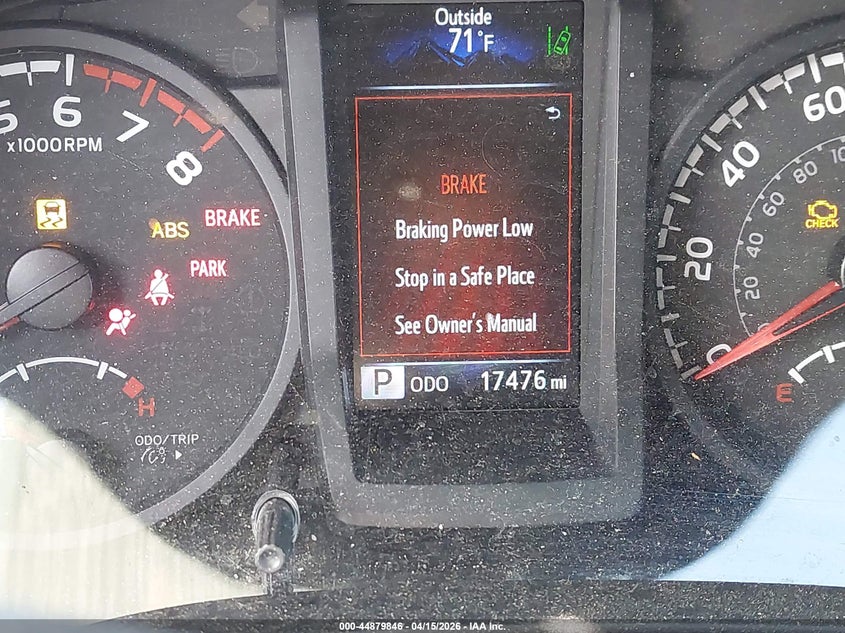 5 6 7 8
x1000RPM
ABS
BRAKE
PARK
H
ODO/TRIP
Outside
71°F
BRAKE
Braking Power Low
Stop in a Safe Place
See Owner's Manual
P ODO 17476 mi
0 20 40 60
0 20 40 60 80
CHECK
E
000-44879846 - 04/15/2026 - IAA Inc.